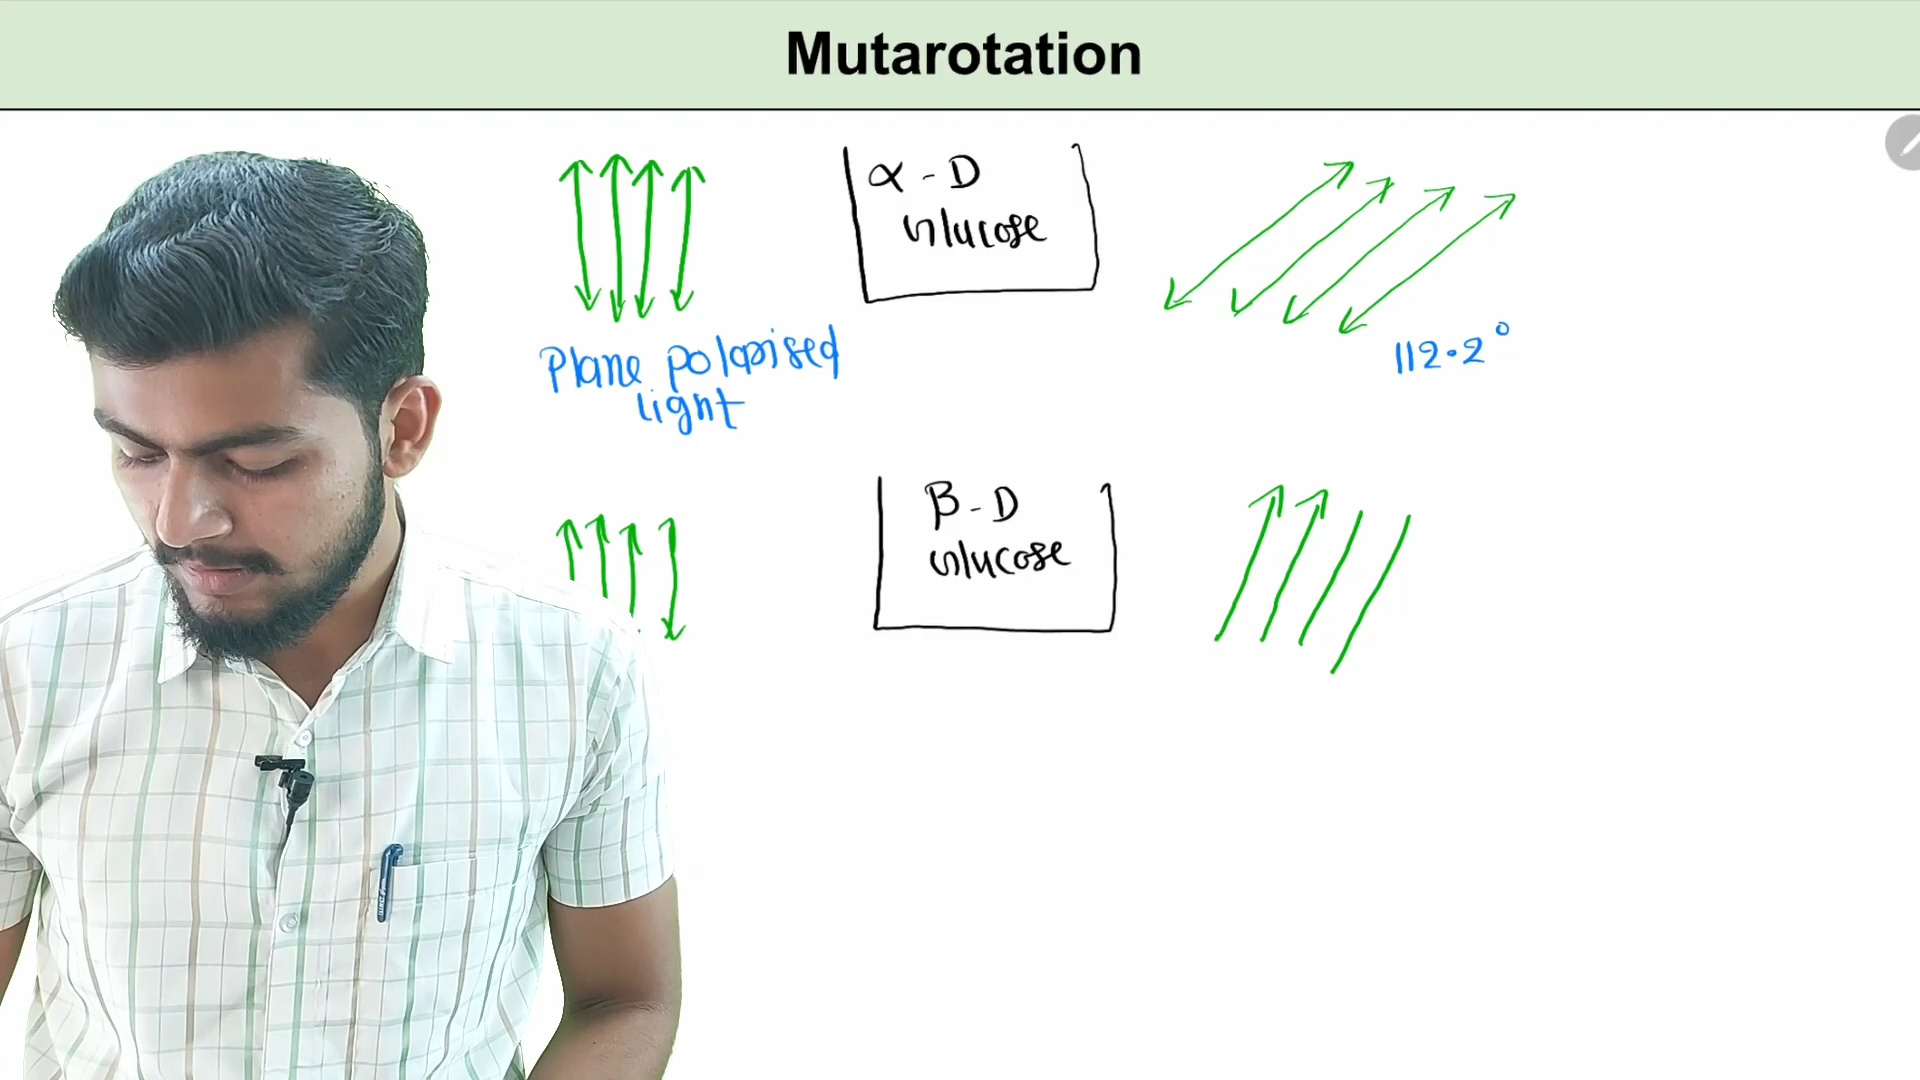 Mutarotation
α - D
Glucose
Plane polarised
light
112.2°
β - D
Glucose